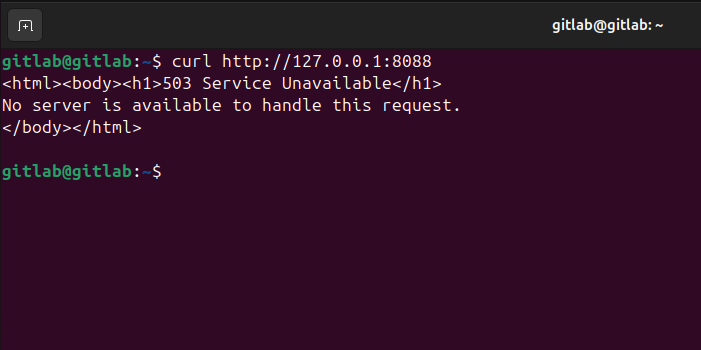 gitlab@gitlab: ~
gitlab@gitlab:~$ curl http://127.0.0.1:8088
<html><body><h1>503 Service Unavailable</h1>
No server is available to handle this request.
</body></html>
gitlab@gitlab:~$